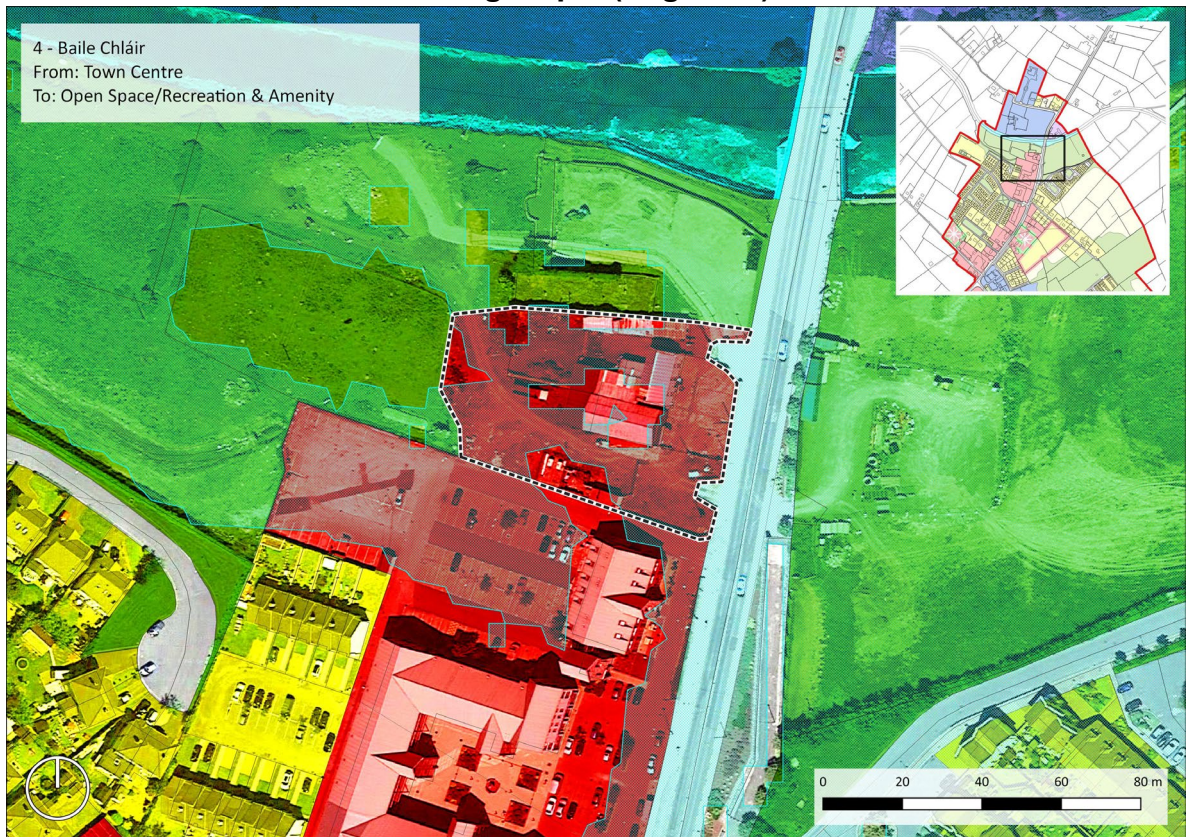 4 - Baile Chláir
From: Town Centre
To: Open Space/Recreation & Amenity
0 20 40 60 80 m